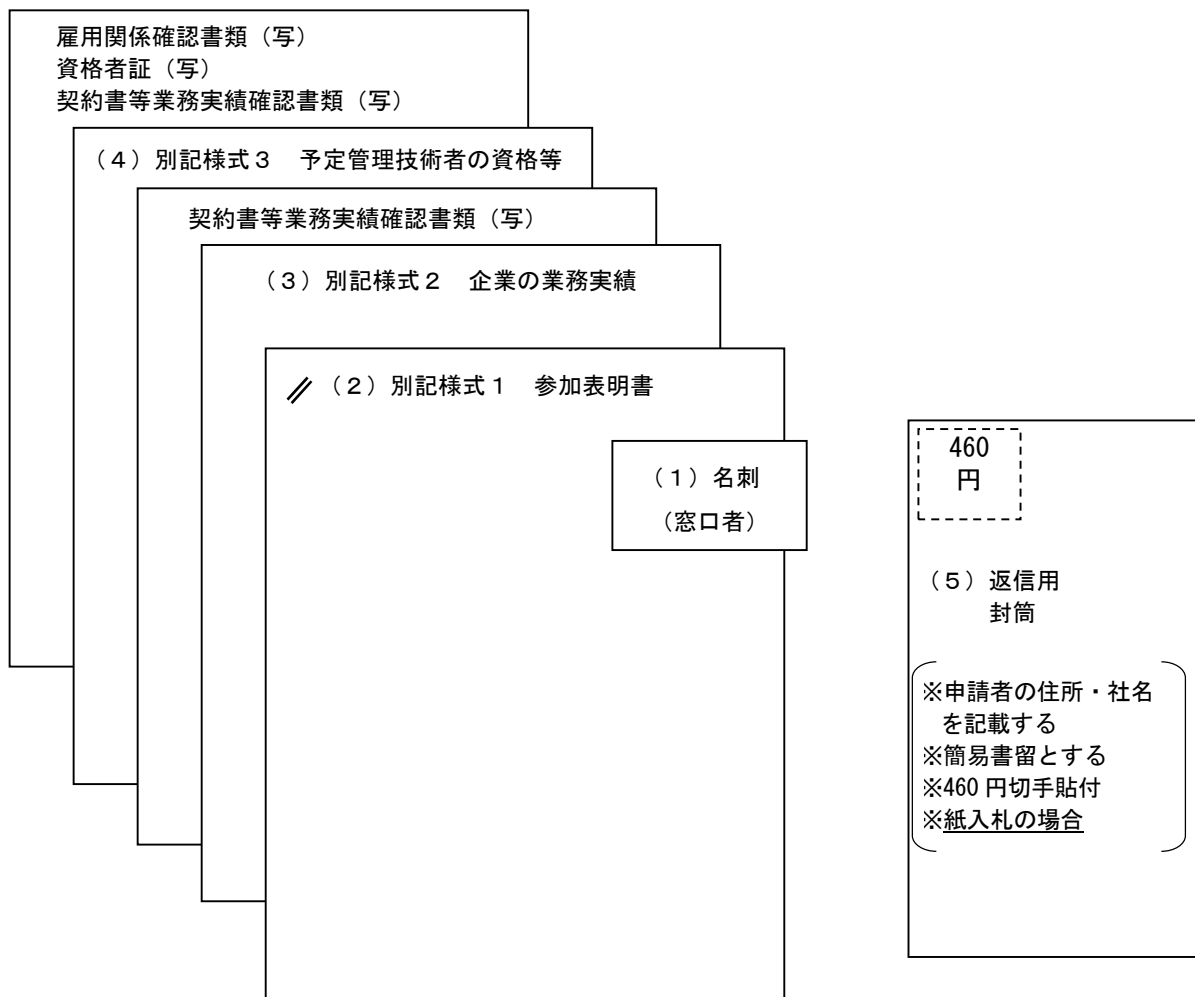 雇用関係確認書類（写）
資格者証（写）
契約書等業務実績確認書類（写）
（４）別記様式３　予定管理技術者の資格等
契約書等業務実績確認書類（写）
（３）別記様式２　企業の業務実績
（２）別記様式１　参加表明書
（１）名刺
（窓口者）
460
円
（５）返信用
封筒
※申請者の住所・社名
を記載する
※簡易書留とする
※460円切手貼付
※紙入札の場合